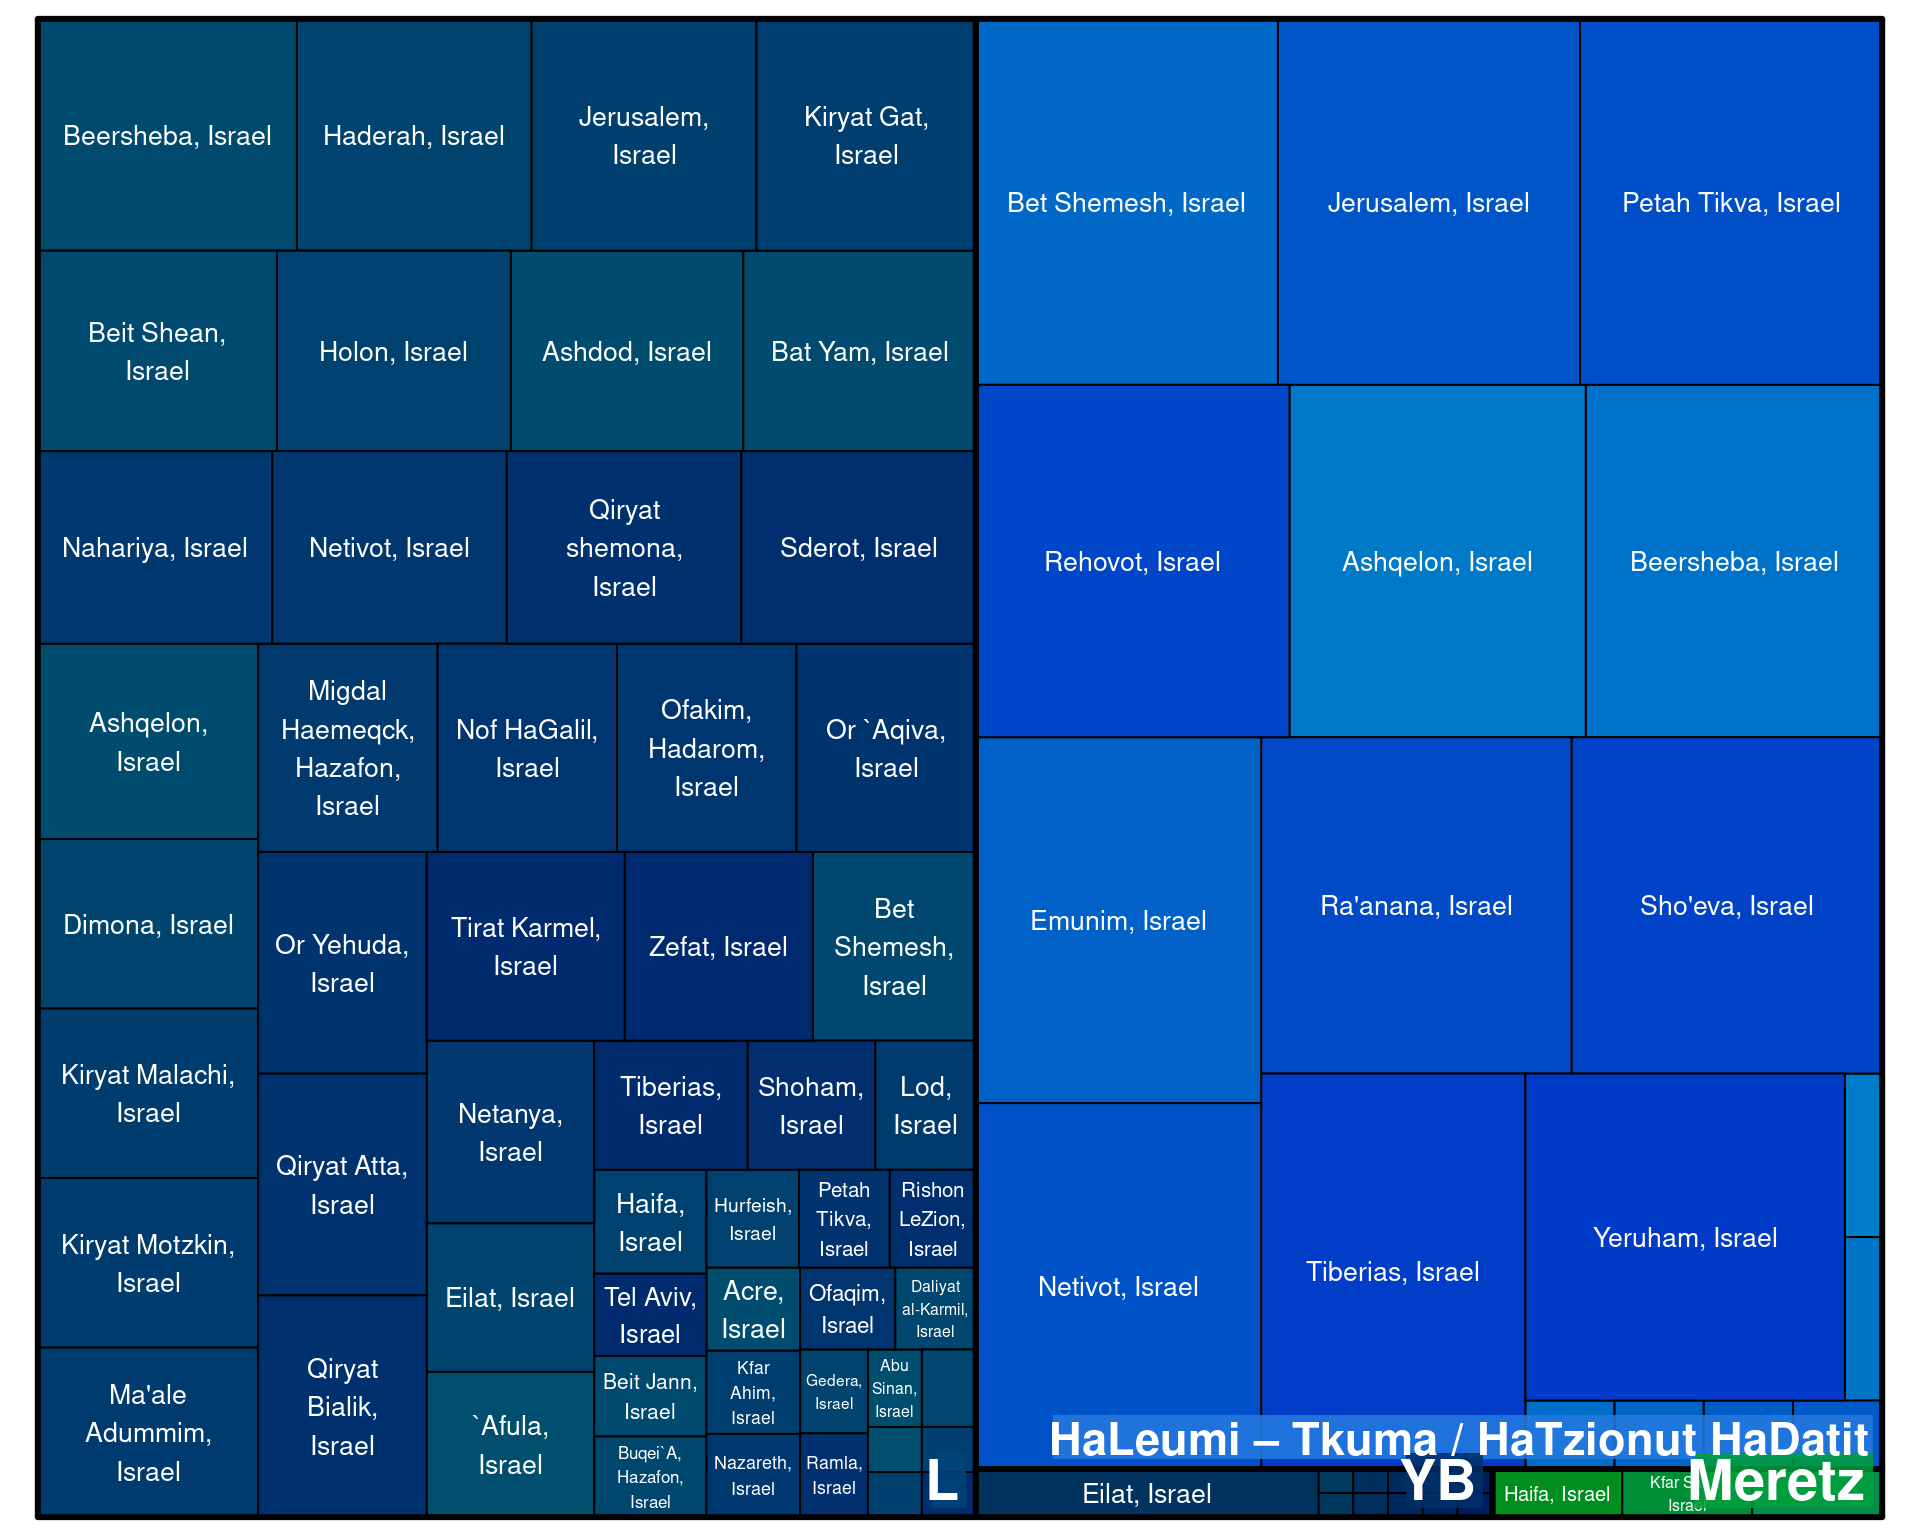 Beersheba, Israel
Haderah, Israel
Jerusalem,
Israel
Kiryat Gat,
Israel
Beit Shean,
Israel
Holon, Israel
Ashdod, Israel
Bat Yam, Israel
Nahariya, Israel
Netivot, Israel
Qiryat
shemona,
Israel
Sderot, Israel
Ashqelon,
Israel
Migdal
Haemeqck,
Hazafon,
Israel
Nof HaGalil,
Israel
Ofakim,
Hadarom,
Israel
Or `Aqiva,
Israel
Dimona, Israel
Or Yehuda,
Israel
Tirat Karmel,
Israel
Zefat, Israel
Bet
Shemesh,
Israel
Kiryat Malachi,
Israel
Qiryat Atta,
Israel
Netanya,
Israel
Tiberias,
Israel
Shoham,
Israel
Lod,
Israel
Kiryat Motzkin,
Israel
Eilat, Israel
Haifa,
Israel
Hurfeish,
Israel
Petah
Tikva,
Israel
Rishon
LeZion,
Israel
Tel Aviv,
Israel
Acre,
Israel
Ofaqim,
Israel
Daliyat
al-Karmil,
Israel
Ma'ale
Adummim,
Israel
Qiryat
Bialik,
Israel
`Afula,
Israel
Beit Jann,
Israel
Kfar
Ahim,
Israel
Gedera,
Israel
Abu
Sinan,
Israel
Buqei`A,
Hazafon,
Israel
Nazareth,
Israel
Ramla,
Israel
L
Bet Shemesh, Israel
Jerusalem, Israel
Petah Tikva, Israel
Rehovot, Israel
Ashqelon, Israel
Beersheba, Israel
Emunim, Israel
Ra'anana, Israel
Sho'eva, Israel
Netivot, Israel
Tiberias, Israel
Yeruham, Israel
HaLeumi – Tkuma / HaTzionut HaDatit
Eilat, Israel
YB
Haifa, Israel
Kfar
Israel
Meretz